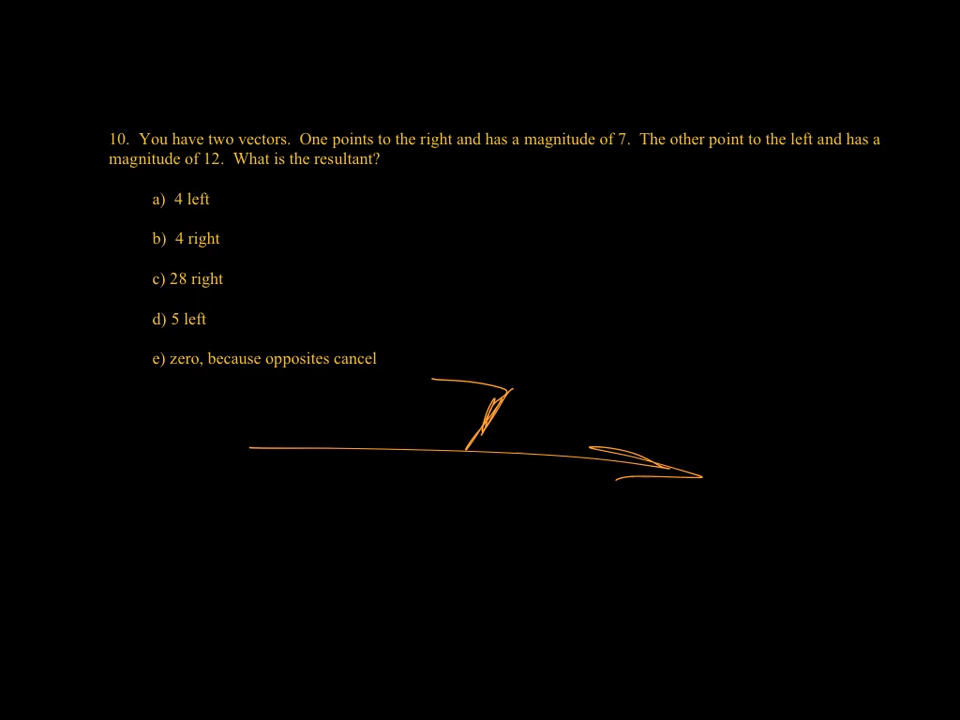 10. You have two vectors. One points to the right and has a magnitude of 7. The other point to the left and has a
magnitude of 12. What is the resultant?
a) 4 left
b) 4 right
c) 28 right
d) 5 left
e) zero, because opposites cancel
7